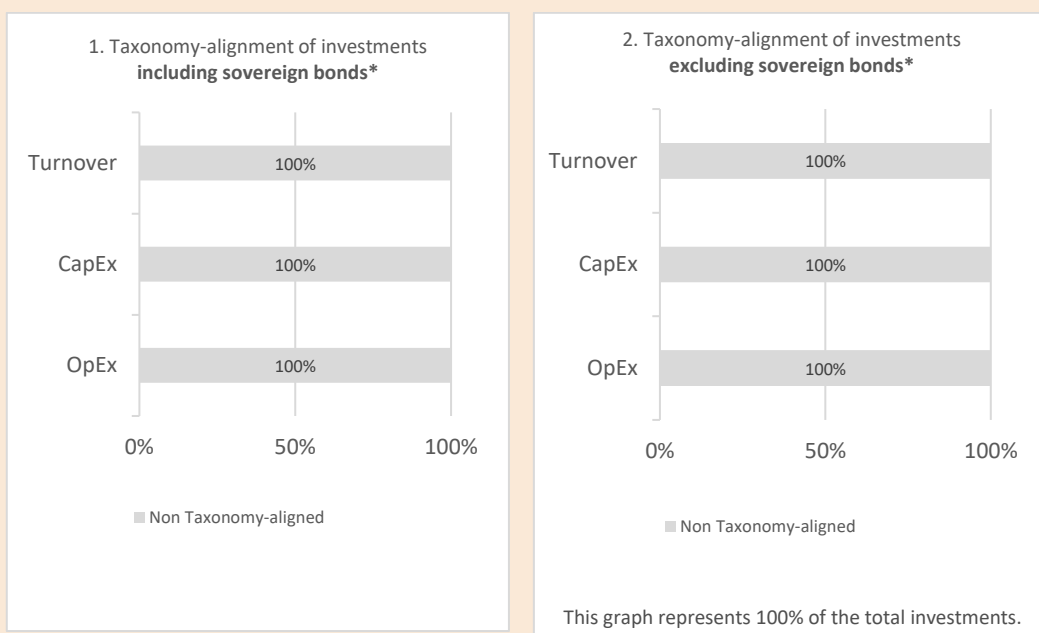 1. Taxonomy-alignment of investments
including sovereign bonds*
Turnover
100%
CapEx
100%
OpEx
100%
0%
50%
100%
Non Taxonomy-aligned
2. Taxonomy-alignment of investments
excluding sovereign bonds*
Turnover
100%
CapEx
100%
OpEx
100%
0%
50%
100%
Non Taxonomy-aligned
This graph represents 100% of the total investments.